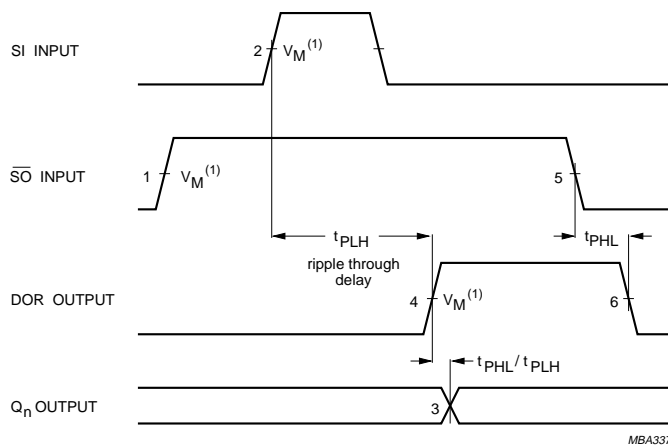 SI INPUT
2 V_M^(1)
S̅O̅ INPUT
1 V_M^(1)
5
t_PLH
ripple through
delay
t_PHL
DOR OUTPUT
4 V_M^(1)
6
t_PHL / t_PLH
Q_n OUTPUT
3
MBA337